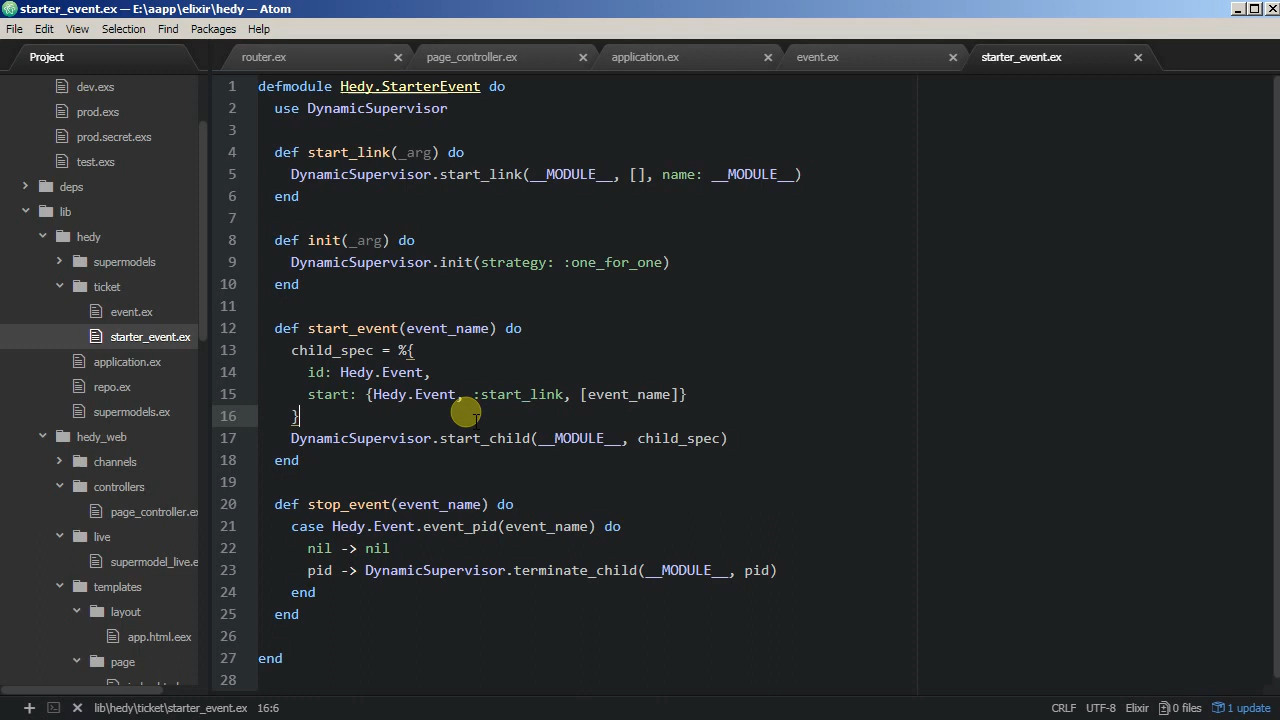 starter_event.ex — E:\aapp\elixir\hedy — Atom
File Edit View Selection Find Packages Help
Project
dev.exs
prod.exs
prod.secret.exs
test.exs
deps
lib
hedy
supermodels
ticket
event.ex
starter_event.ex
application.ex
repo.ex
supermodels.ex
hedy_web
channels
controllers
page_controller.ex
live
supermodel_live.e
templates
layout
app.html.eex
page
router.ex page_controller.ex application.ex event.ex starter_event.ex
1 defmodule Hedy.StarterEvent do
2 use DynamicSupervisor
3
4 def start_link(_arg) do
5 DynamicSupervisor.start_link(__MODULE__, [], name: __MODULE__)
6 end
7
8 def init(_arg) do
9 DynamicSupervisor.init(strategy: :one_for_one)
10 end
11
12 def start_event(event_name) do
13 child_spec = %{
14 id: Hedy.Event,
15 start: {Hedy.Event, :start_link, [event_name]}
16 }
17 DynamicSupervisor.start_child(__MODULE__, child_spec)
18 end
19
20 def stop_event(event_name) do
21 case Hedy.Event.event_pid(event_name) do
22 nil -> nil
23 pid -> DynamicSupervisor.terminate_child(__MODULE__, pid)
24 end
25 end
26
27 end
28
lib\hedy\ticket\starter_event.ex 16:6
CRLF UTF-8 Elixir 0 files 1 update